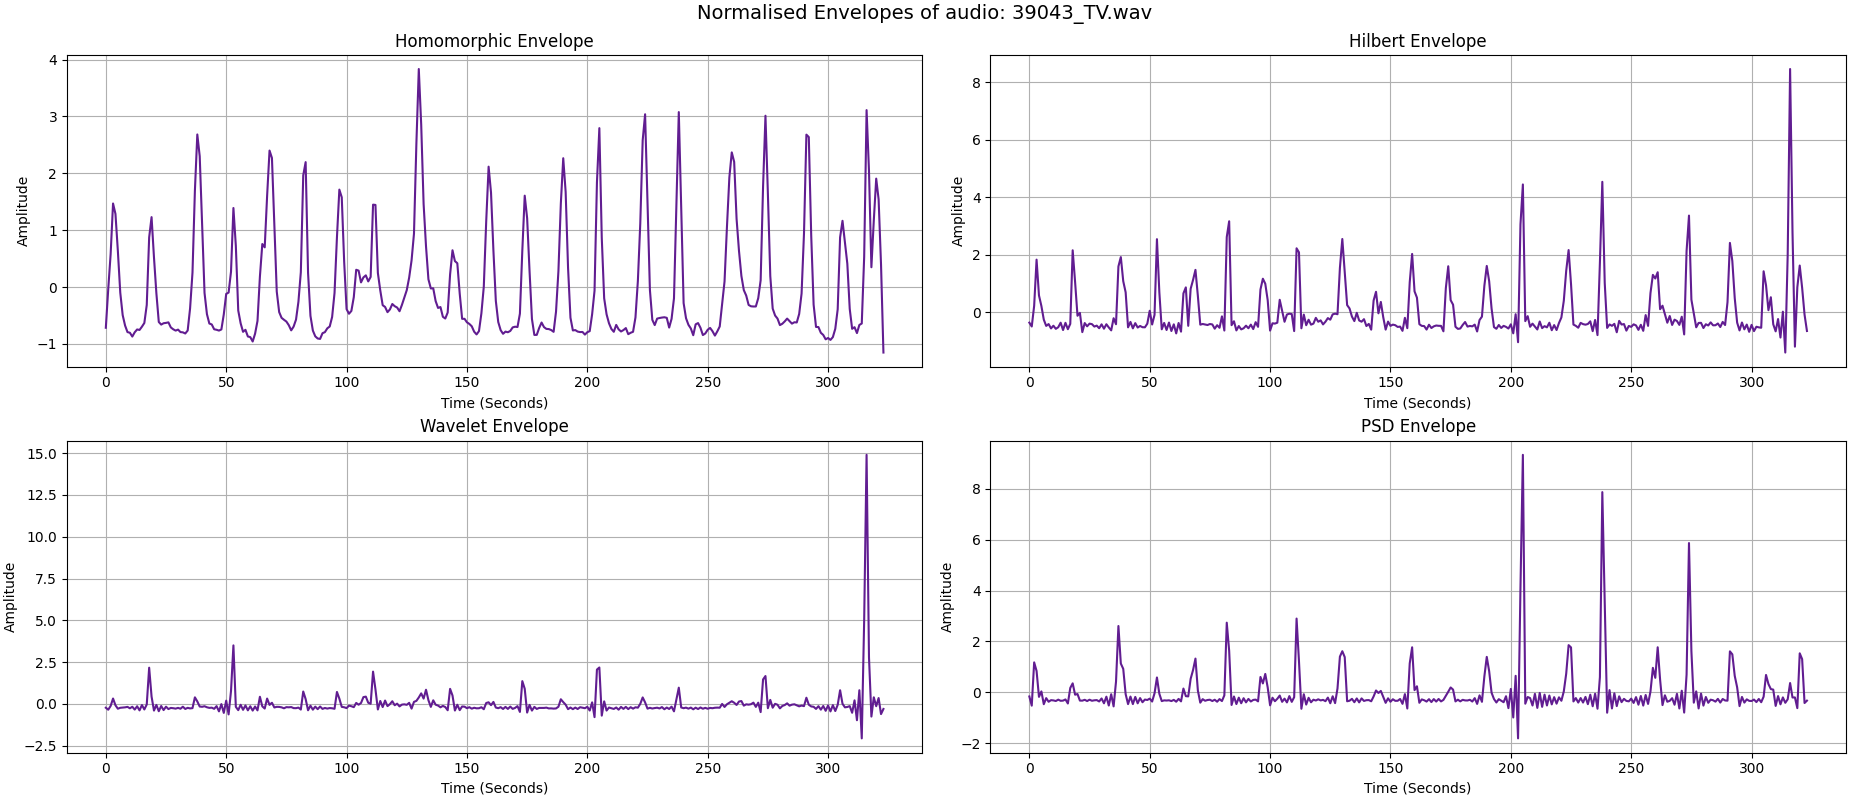 Normalised Envelopes of audio: 39043_TV.wav
Homomorphic Envelope
Amplitude
4
3
2
1
0
−1
0 50 100 150 200 250 300
Time (Seconds)
Hilbert Envelope
Amplitude
8
6
4
2
0
0 50 100 150 200 250 300
Time (Seconds)
Wavelet Envelope
Amplitude
15.0
12.5
10.0
7.5
5.0
2.5
0.0
−2.5
0 50 100 150 200 250 300
Time (Seconds)
PSD Envelope
Amplitude
8
6
4
2
0
−2
0 50 100 150 200 250 300
Time (Seconds)